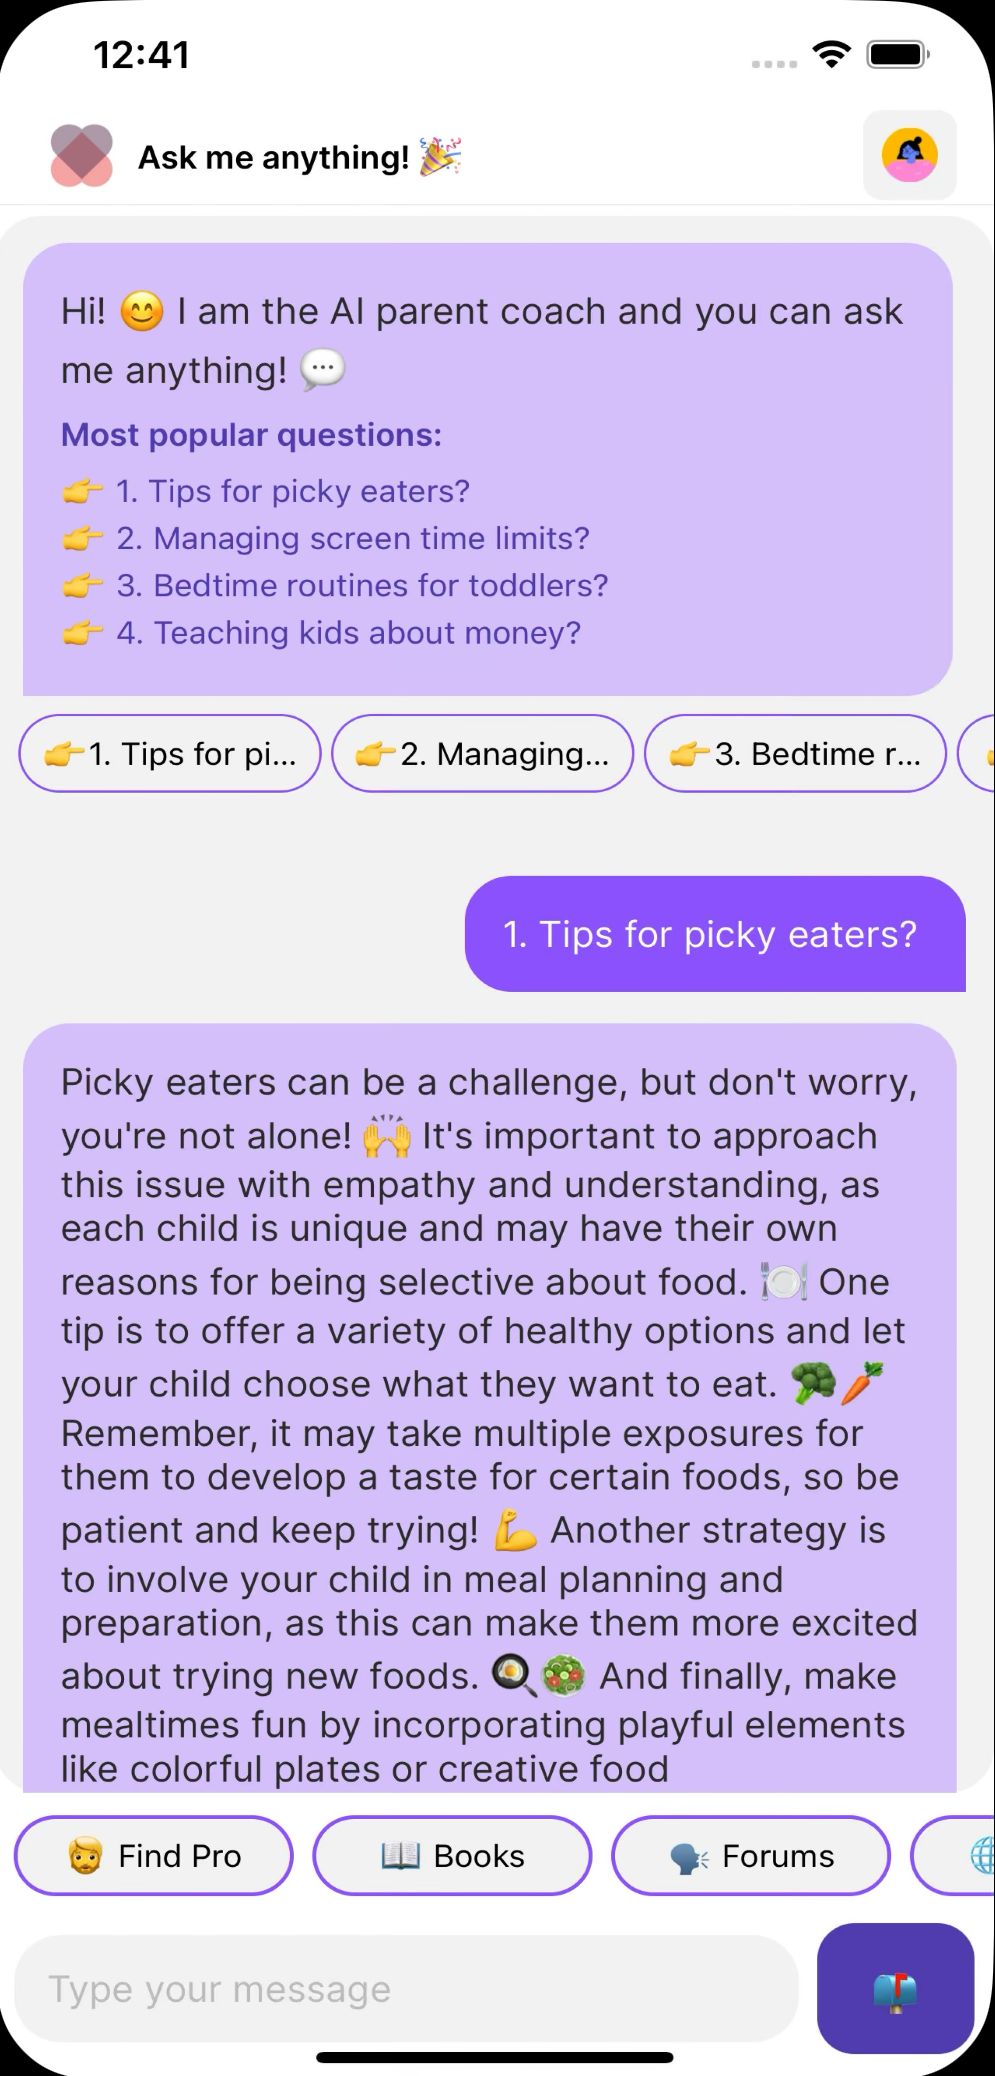 12:41
Ask me anything! 🎉
Hi! 😊 I am the AI parent coach and you can ask
me anything! 💬
Most popular questions:
👉 1. Tips for picky eaters?
👉 2. Managing screen time limits?
👉 3. Bedtime routines for toddlers?
👉 4. Teaching kids about money?
👉1. Tips for pi...
👉2. Managing...
👉3. Bedtime r...
1. Tips for picky eaters?
Picky eaters can be a challenge, but don't worry,
you're not alone! 🙌 It's important to approach
this issue with empathy and understanding, as
each child is unique and may have their own
reasons for being selective about food. 🍽️ One
tip is to offer a variety of healthy options and let
your child choose what they want to eat. 🥦🥕
Remember, it may take multiple exposures for
them to develop a taste for certain foods, so be
patient and keep trying! 💪 Another strategy is
to involve your child in meal planning and
preparation, as this can make them more excited
about trying new foods. 🍳🥗 And finally, make
mealtimes fun by incorporating playful elements
like colorful plates or creative food
🧔 Find Pro
📖 Books
🗣️ Forums
Type your message